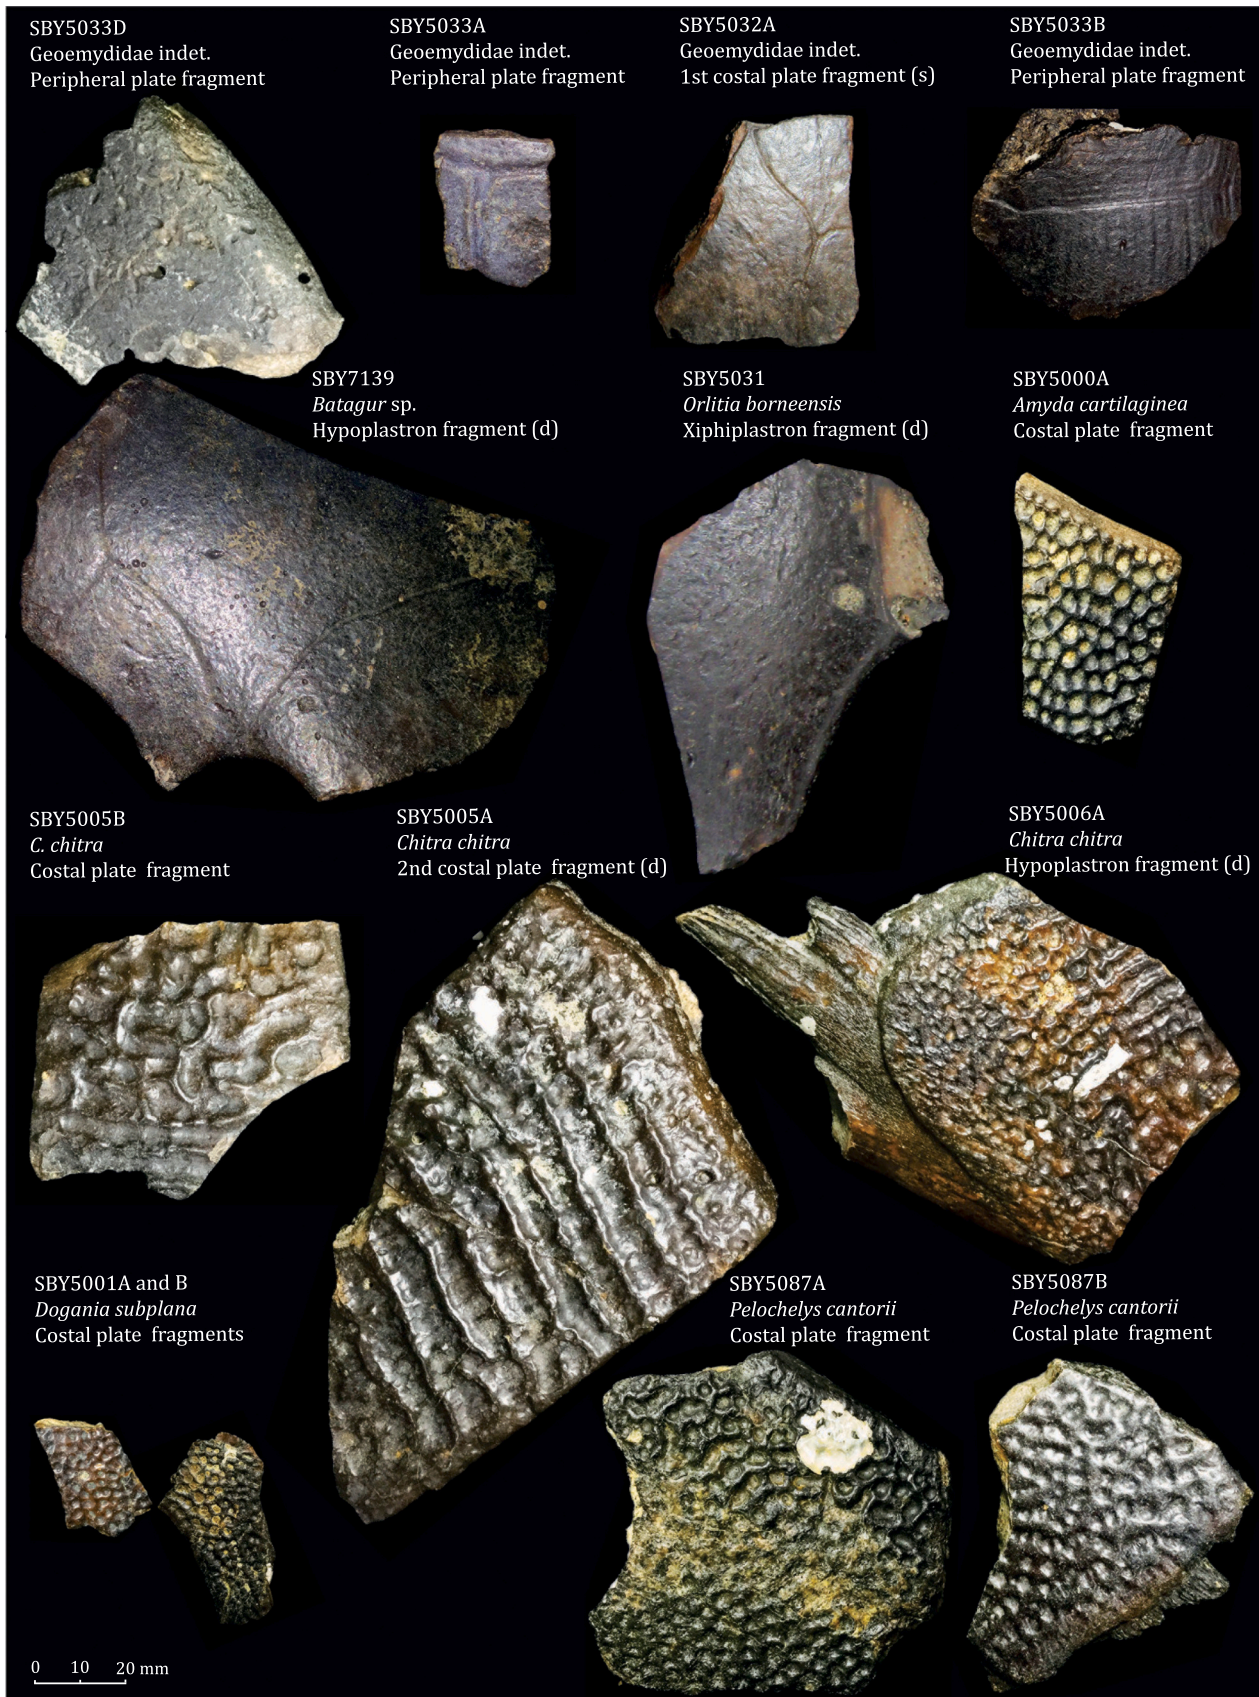 SBY5033D
Geoemydidae indet.
Peripheral plate fragment
SBY5033A
Geoemydidae indet.
Peripheral plate fragment
SBY5032A
Geoemydidae indet.
1st costal plate fragment (s)
SBY5033B
Geoemydidae indet.
Peripheral plate fragment
SBY7139
Batagur sp.
Hypoplastron fragment (d)
SBY5031
Orlitia borneensis
Xiphiplastron fragment (d)
SBY5000A
Amyda cartilaginea
Costal plate fragment
SBY5005B
C. chitra
Costal plate fragment
SBY5005A
Chitra chitra
2nd costal plate fragment (d)
SBY5006A
Chitra chitra
Hypoplastron fragment (d)
SBY5001A and B
Dogania subplana
Costal plate fragments
SBY5087A
Pelochelys cantorii
Costal plate fragment
SBY5087B
Pelochelys cantorii
Costal plate fragment
0 10 20 mm